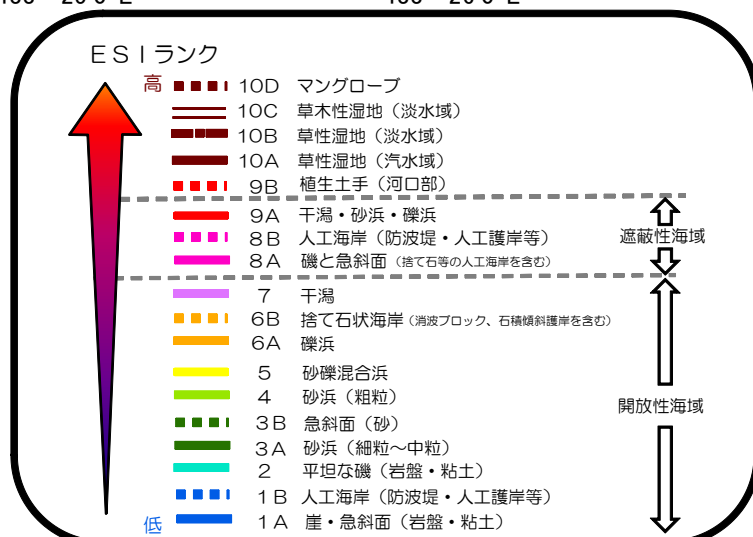 ESIランク
高 10D マングローブ
10C 草木性湿地（淡水域）
10B 草性湿地（淡水域）
10A 草性湿地（汽水域）
9B 植生土手（河口部）
9A 干潟・砂浜・礫浜
8B 人工海岸（防波堤・人工護岸等）
遮蔽性海域
8A 磯と急斜面（捨て石等の人工海岸を含む）
7 干潟
6B 捨て石状海岸（消波ブロック、石積傾斜護岸を含む）
6A 礫浜
5 砂礫混合浜
4 砂浜（粗粒）
開放性海域
3B 急斜面（砂）
3A 砂浜（細粒～中粒）
2 平坦な磯（岩盤・粘土）
1B 人工海岸（防波堤・人工護岸等）
低 1A 崖・急斜面（岩盤・粘土）